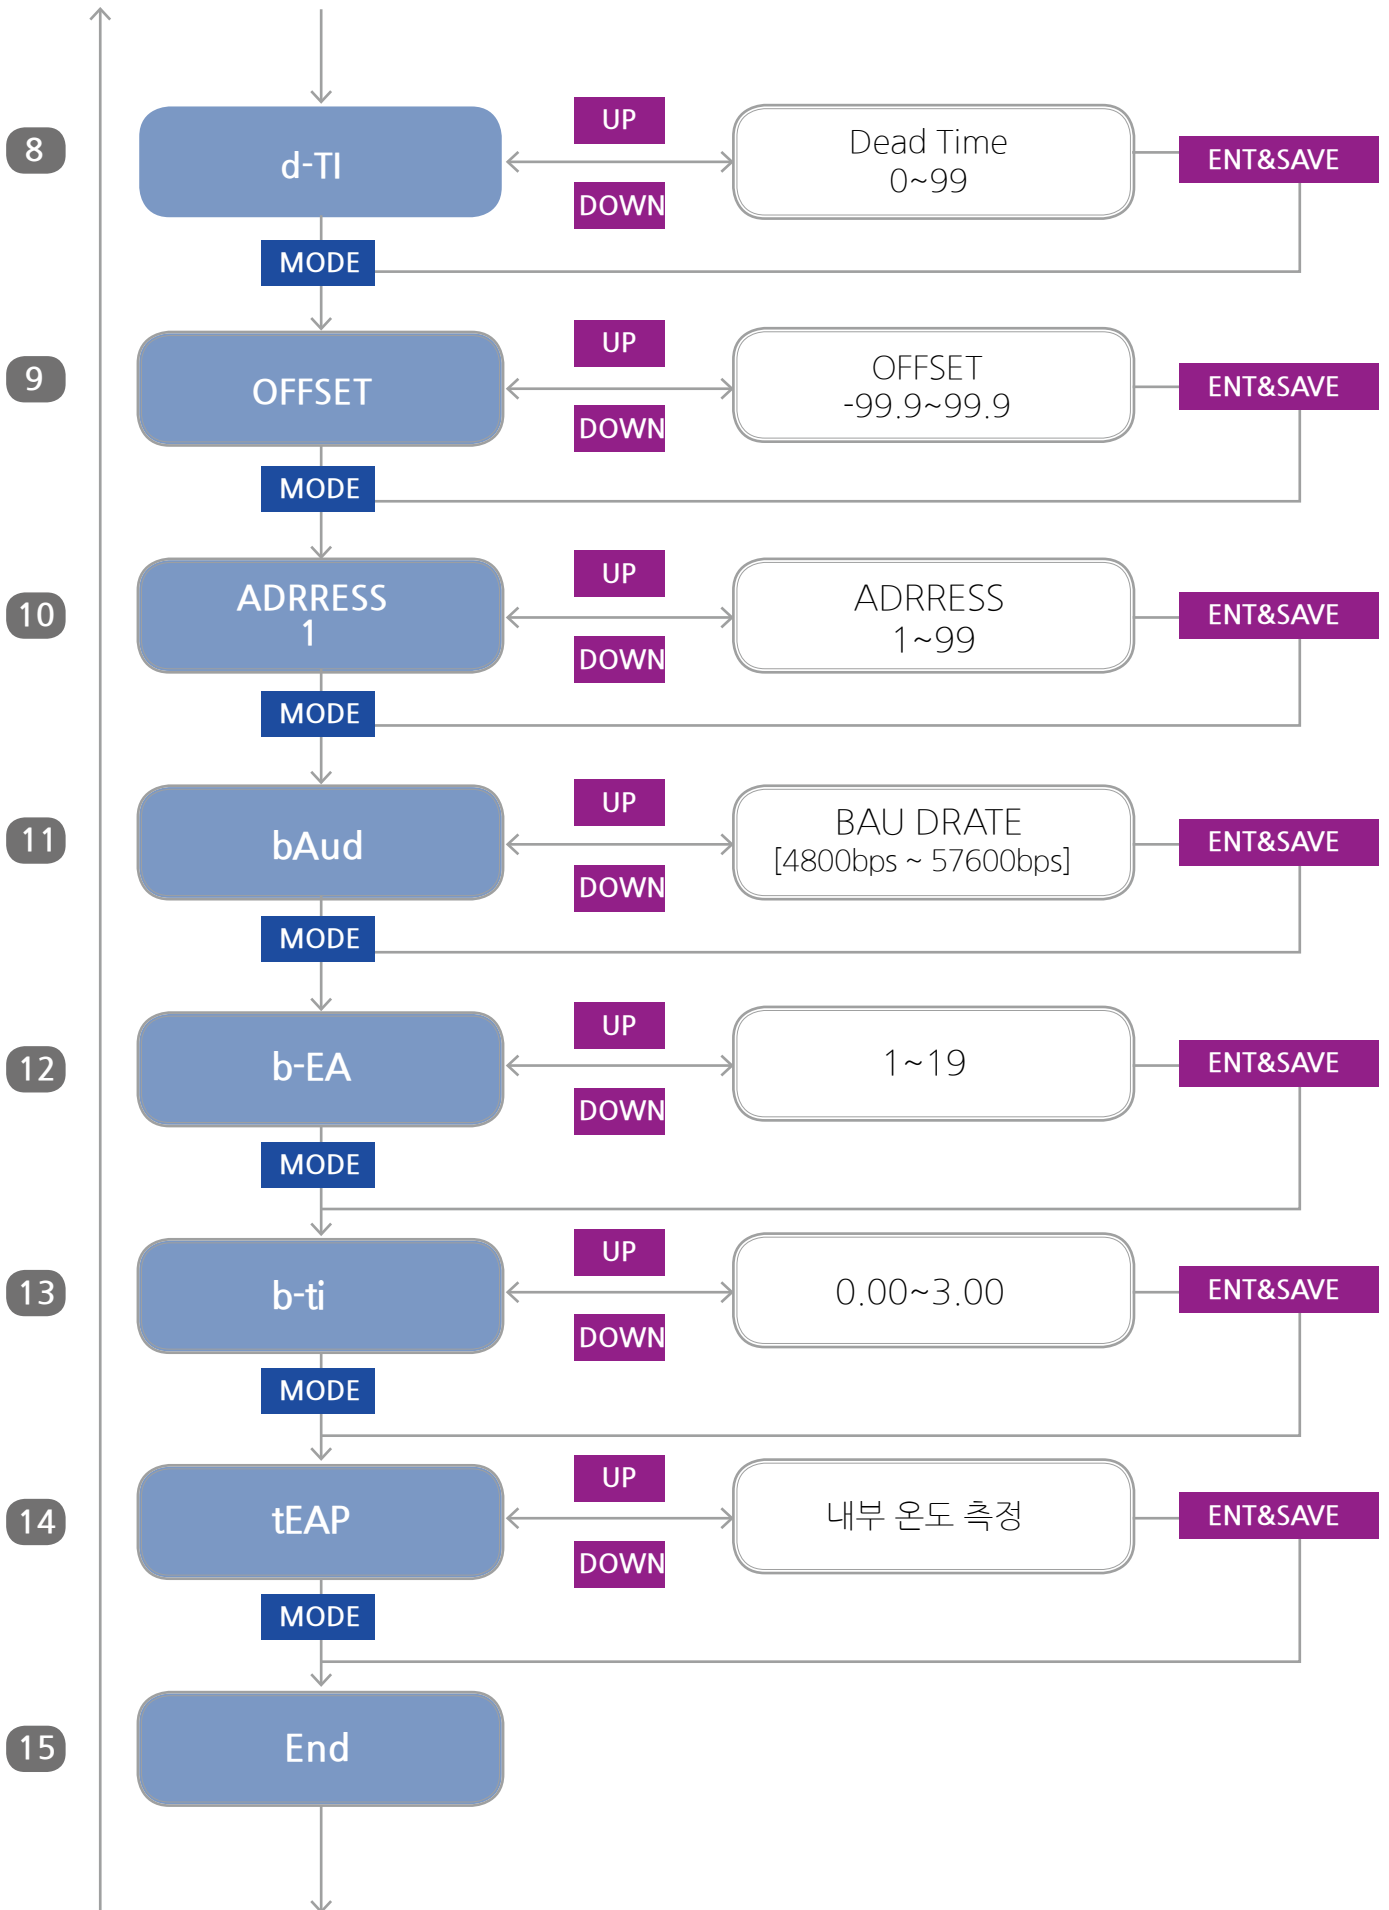 8
d-TI
UP
DOWN
Dead Time
0~99
ENT&SAVE
MODE
9
OFFSET
UP
DOWN
OFFSET
-99.9~99.9
ENT&SAVE
MODE
10
ADRRESS
1
UP
DOWN
ADRRESS
1~99
ENT&SAVE
MODE
11
bAud
UP
DOWN
BAU DRATE
[4800bps ~ 57600bps]
ENT&SAVE
MODE
12
b-EA
UP
DOWN
1~19
ENT&SAVE
MODE
13
b-ti
UP
DOWN
0.00~3.00
ENT&SAVE
MODE
14
tEAP
UP
DOWN
내부 온도 측정
ENT&SAVE
MODE
15
End